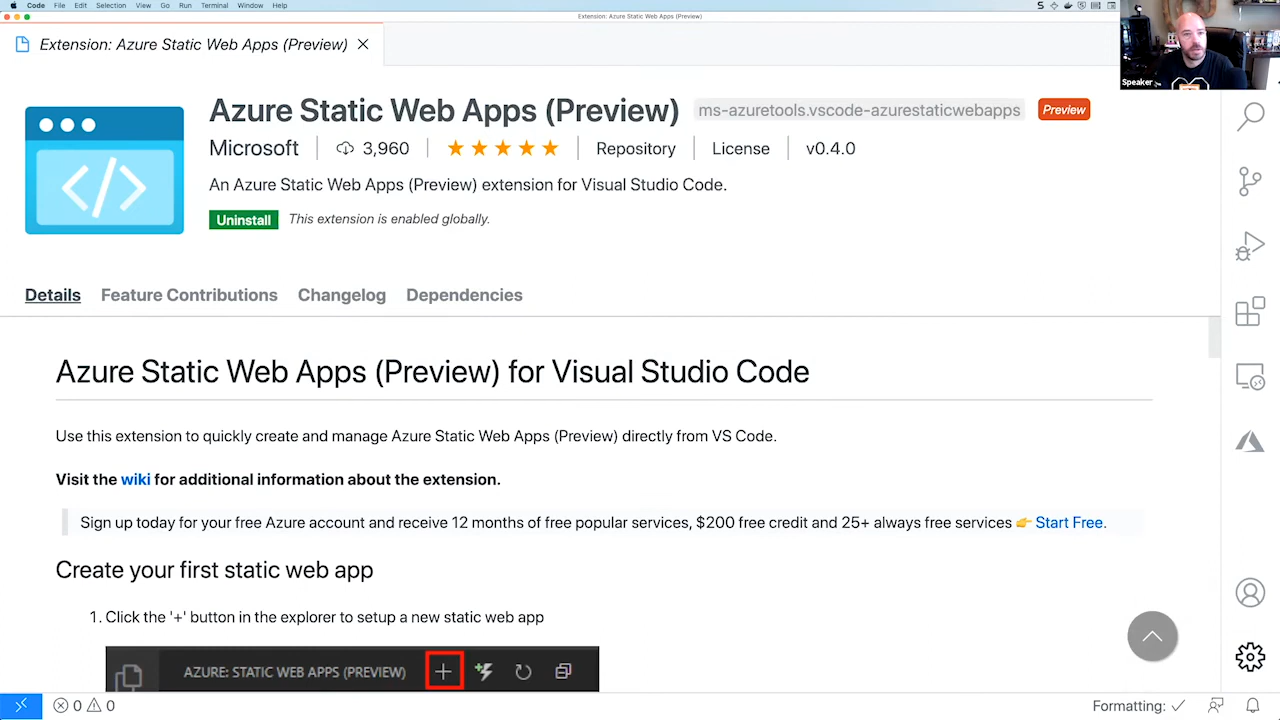 Code File Edit Selection View Go Run Terminal Window Help
Extension: Azure Static Web Apps (Preview)
Extension: Azure Static Web Apps (Preview)
Speaker
Azure Static Web Apps (Preview) ms-azuretools.vscode-azurestaticwebapps Preview
Microsoft 3,960 Repository License v0.4.0
An Azure Static Web Apps (Preview) extension for Visual Studio Code.
Uninstall This extension is enabled globally.
Details Feature Contributions Changelog Dependencies
Azure Static Web Apps (Preview) for Visual Studio Code
Use this extension to quickly create and manage Azure Static Web Apps (Preview) directly from VS Code.
Visit the wiki for additional information about the extension.
Sign up today for your free Azure account and receive 12 months of free popular services, $200 free credit and 25+ always free services 👉 Start Free.
Create your first static web app
1. Click the '+' button in the explorer to setup a new static web app
AZURE: STATIC WEB APPS (PREVIEW)
0 0 Formatting: ✓